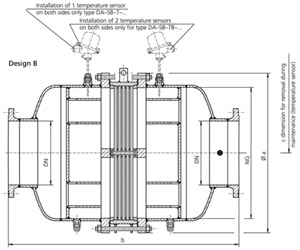 Installation of 1 temperature sensor
on both sides only type DA–SB–T–...
Installation of 2 temperature sensors
on both sides only for type DA–SB–TB–...
Design B
DN
DN
NG
Ø a
c dimension for removal during
maintenance (temperature sensor)
b